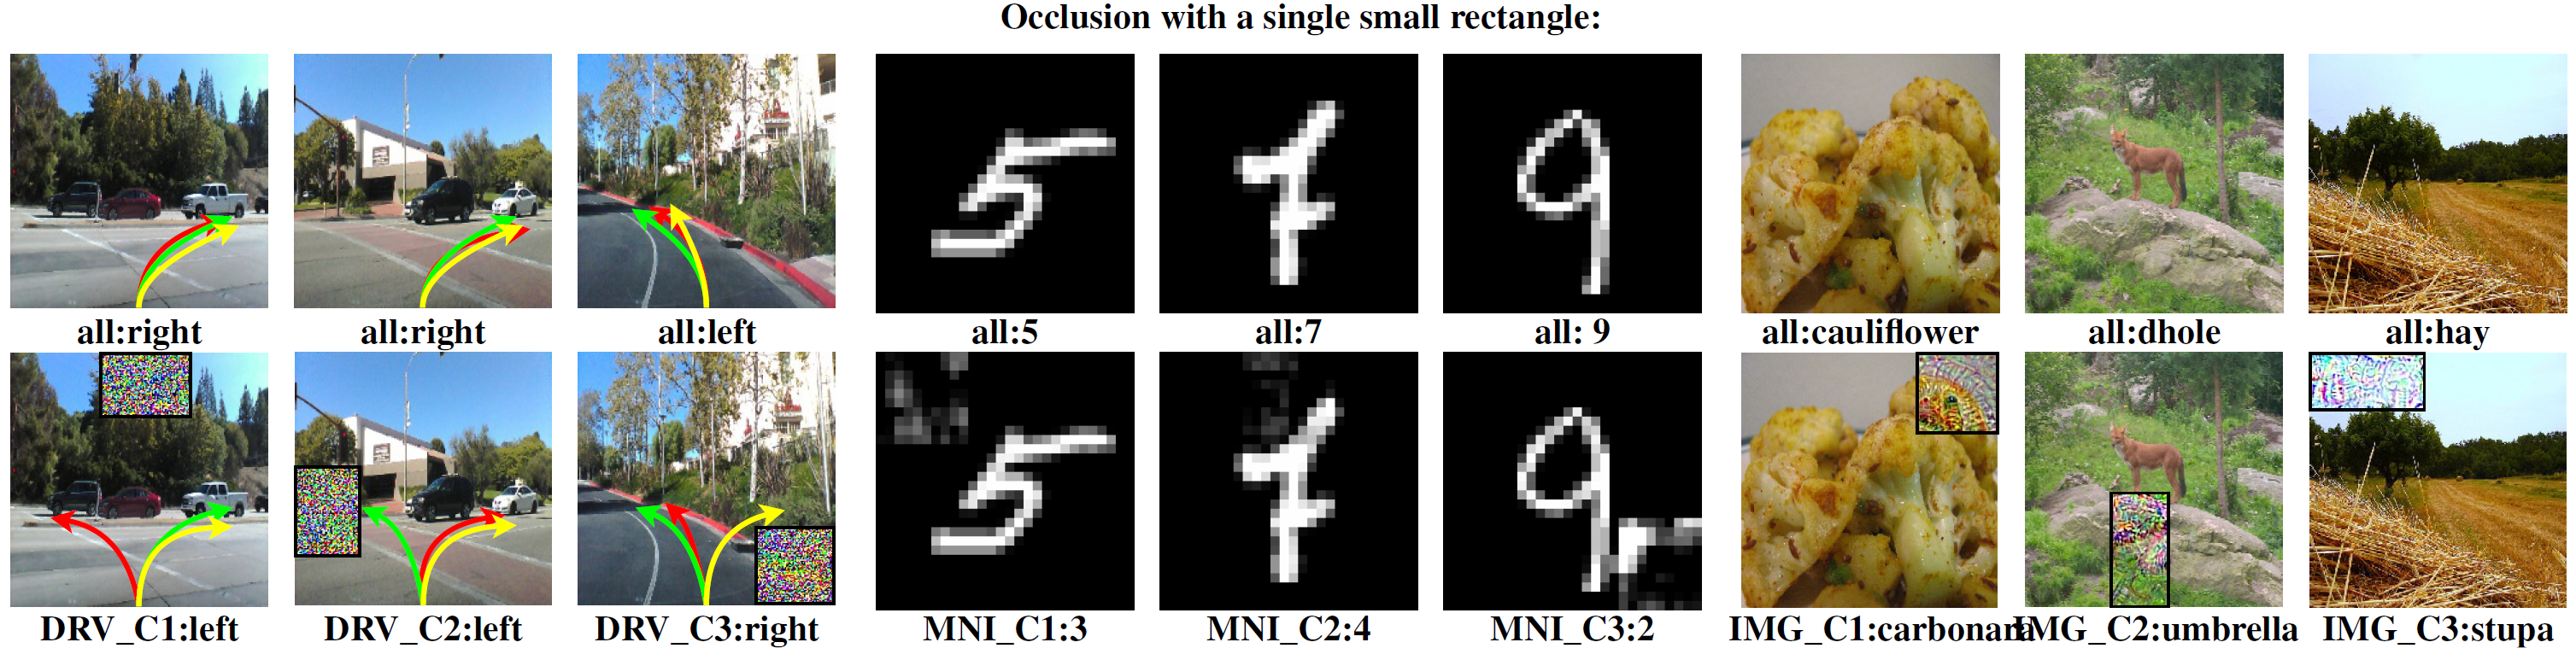 Occlusion with a single small rectangle:
all:right all:right all:left all:5 all:7 all: 9 all:cauliflower all:dhole all:hay
DRV_C1:left DRV_C2:left DRV_C3:right MNI_C1:3 MNI_C2:4 MNI_C3:2 IMG_C1:carbonara IMG_C2:umbrella IMG_C3:stupa